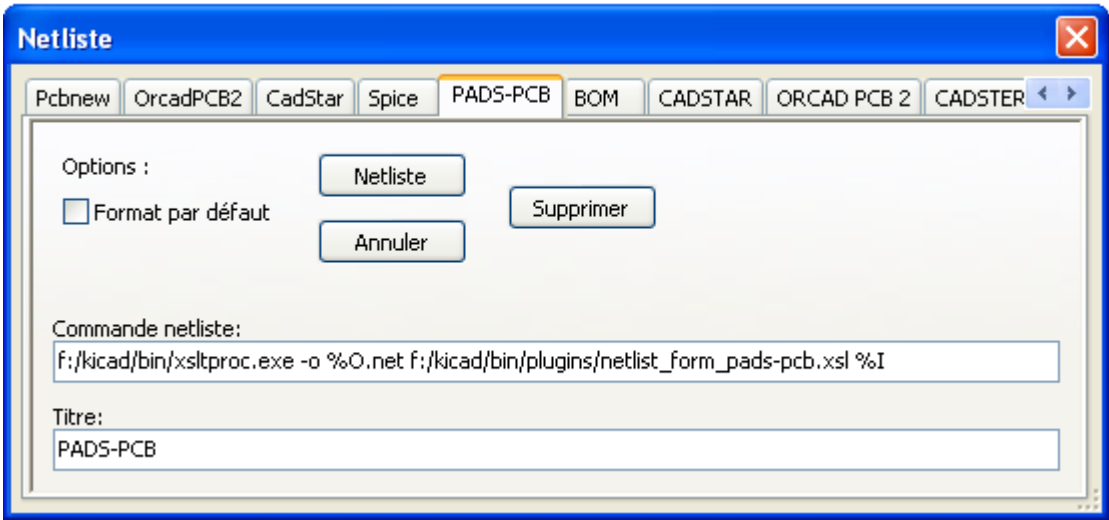 Netliste
Pcbnew OrcadPCB2 CadStar Spice PADS-PCB BOM CADSTAR ORCAD PCB 2 CADSTER
Options :
Netliste
Format par défaut
Supprimer
Annuler
Commande netliste:
f:/kicad/bin/xsltproc.exe -o %O.net f:/kicad/bin/plugins/netlist_form_pads-pcb.xsl %I
Titre:
PADS-PCB